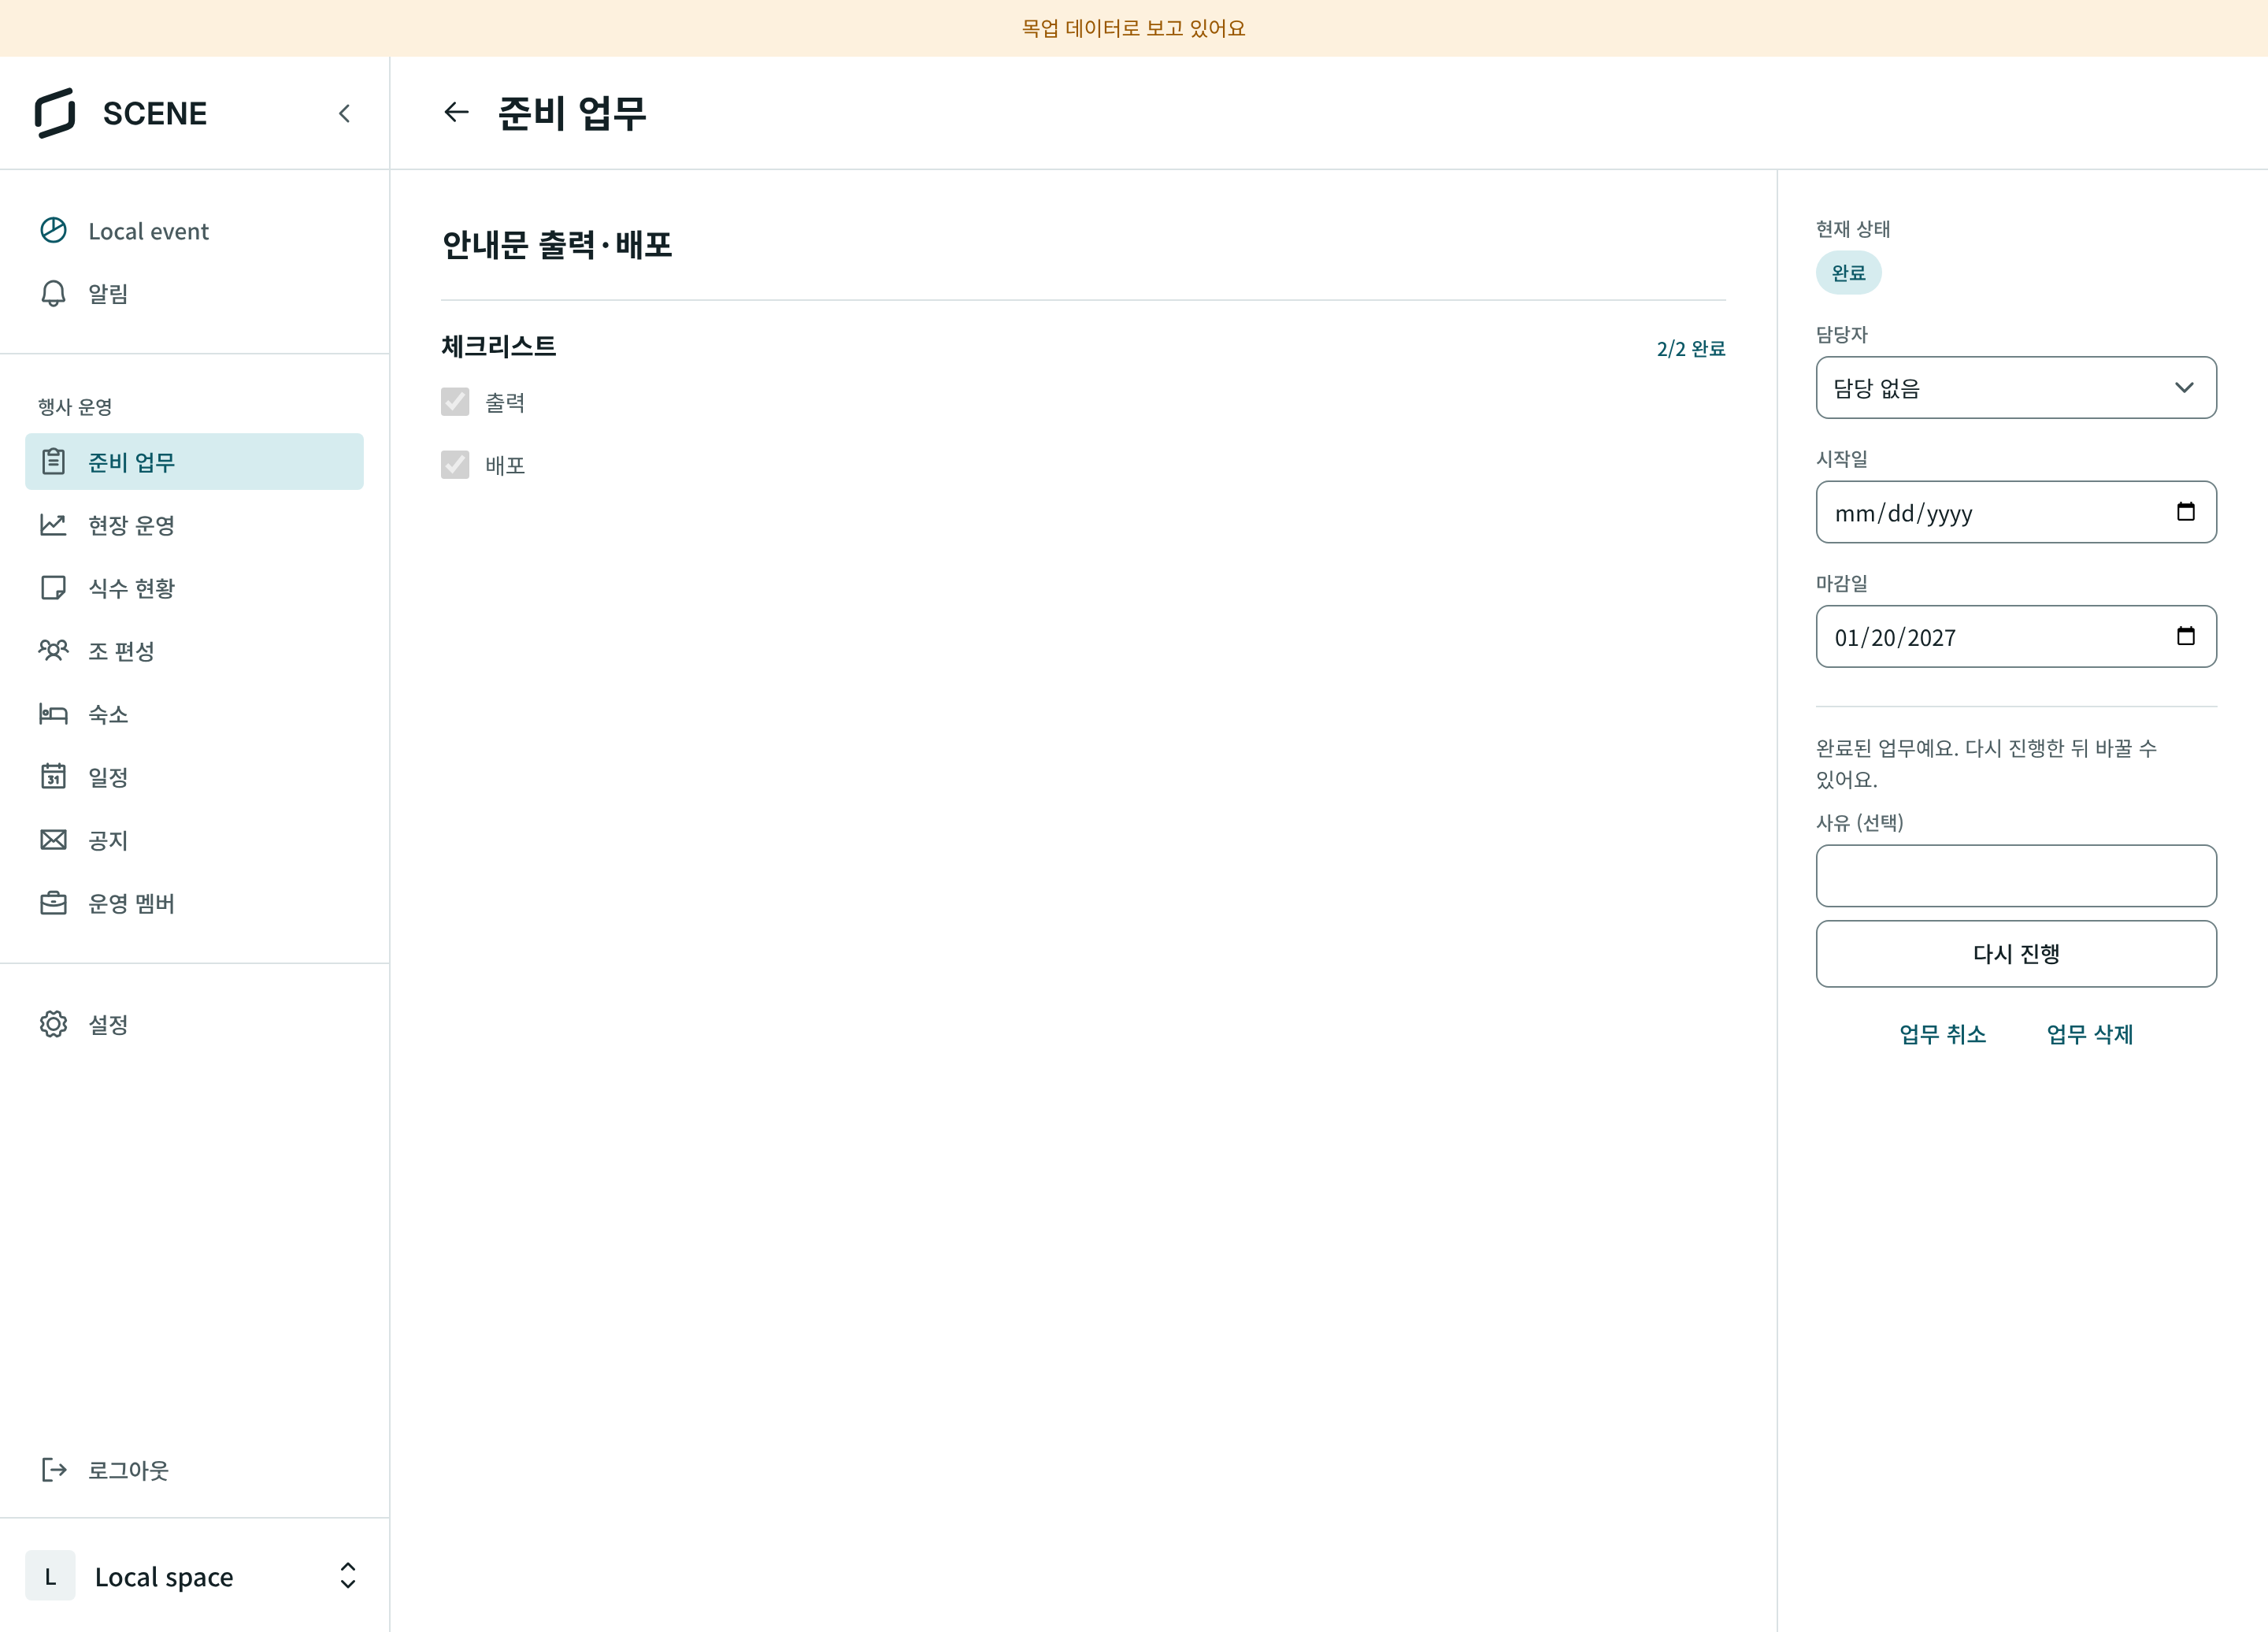 목업 데이터로 보고 있어요
SCENE
준비 업무
Local event
알림
행사 운영
준비 업무
현장 운영
식수 현황
조 편성
숙소
31
일정
공지
운영 멤버
설정
로그아웃
L
Local space
안내문 출력·배포
체크리스트
2/2 완료
출력
배포
현재 상태
완료
담당자
담당 없음
시작일
mm/dd/yyyy
마감일
01/20/2027
완료된 업무예요. 다시 진행한 뒤 바꿀 수
있어요.
사유 (선택)
다시 진행
업무 취소
업무 삭제